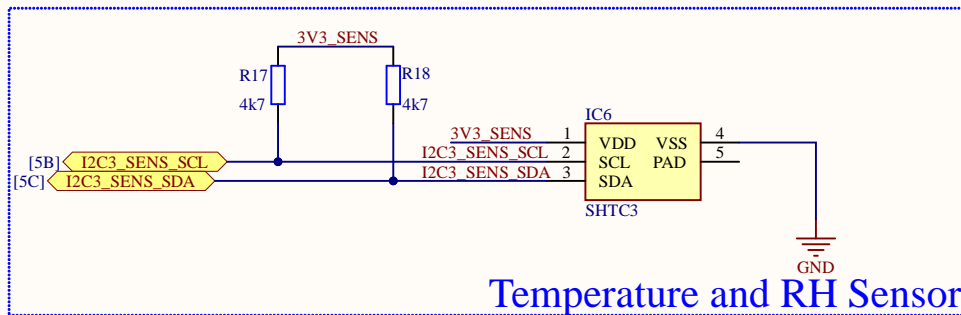 3V3_SENS
R17
R18
4k7
4k7
IC6
3V3_SENS 1 VDD VSS 4
[5B] I2C3_SENS_SCL I2C3_SENS_SCL 2 SCL PAD 5
[5C] I2C3_SENS_SDA I2C3_SENS_SDA 3 SDA
SHTC3
GND
Temperature and RH Sensor